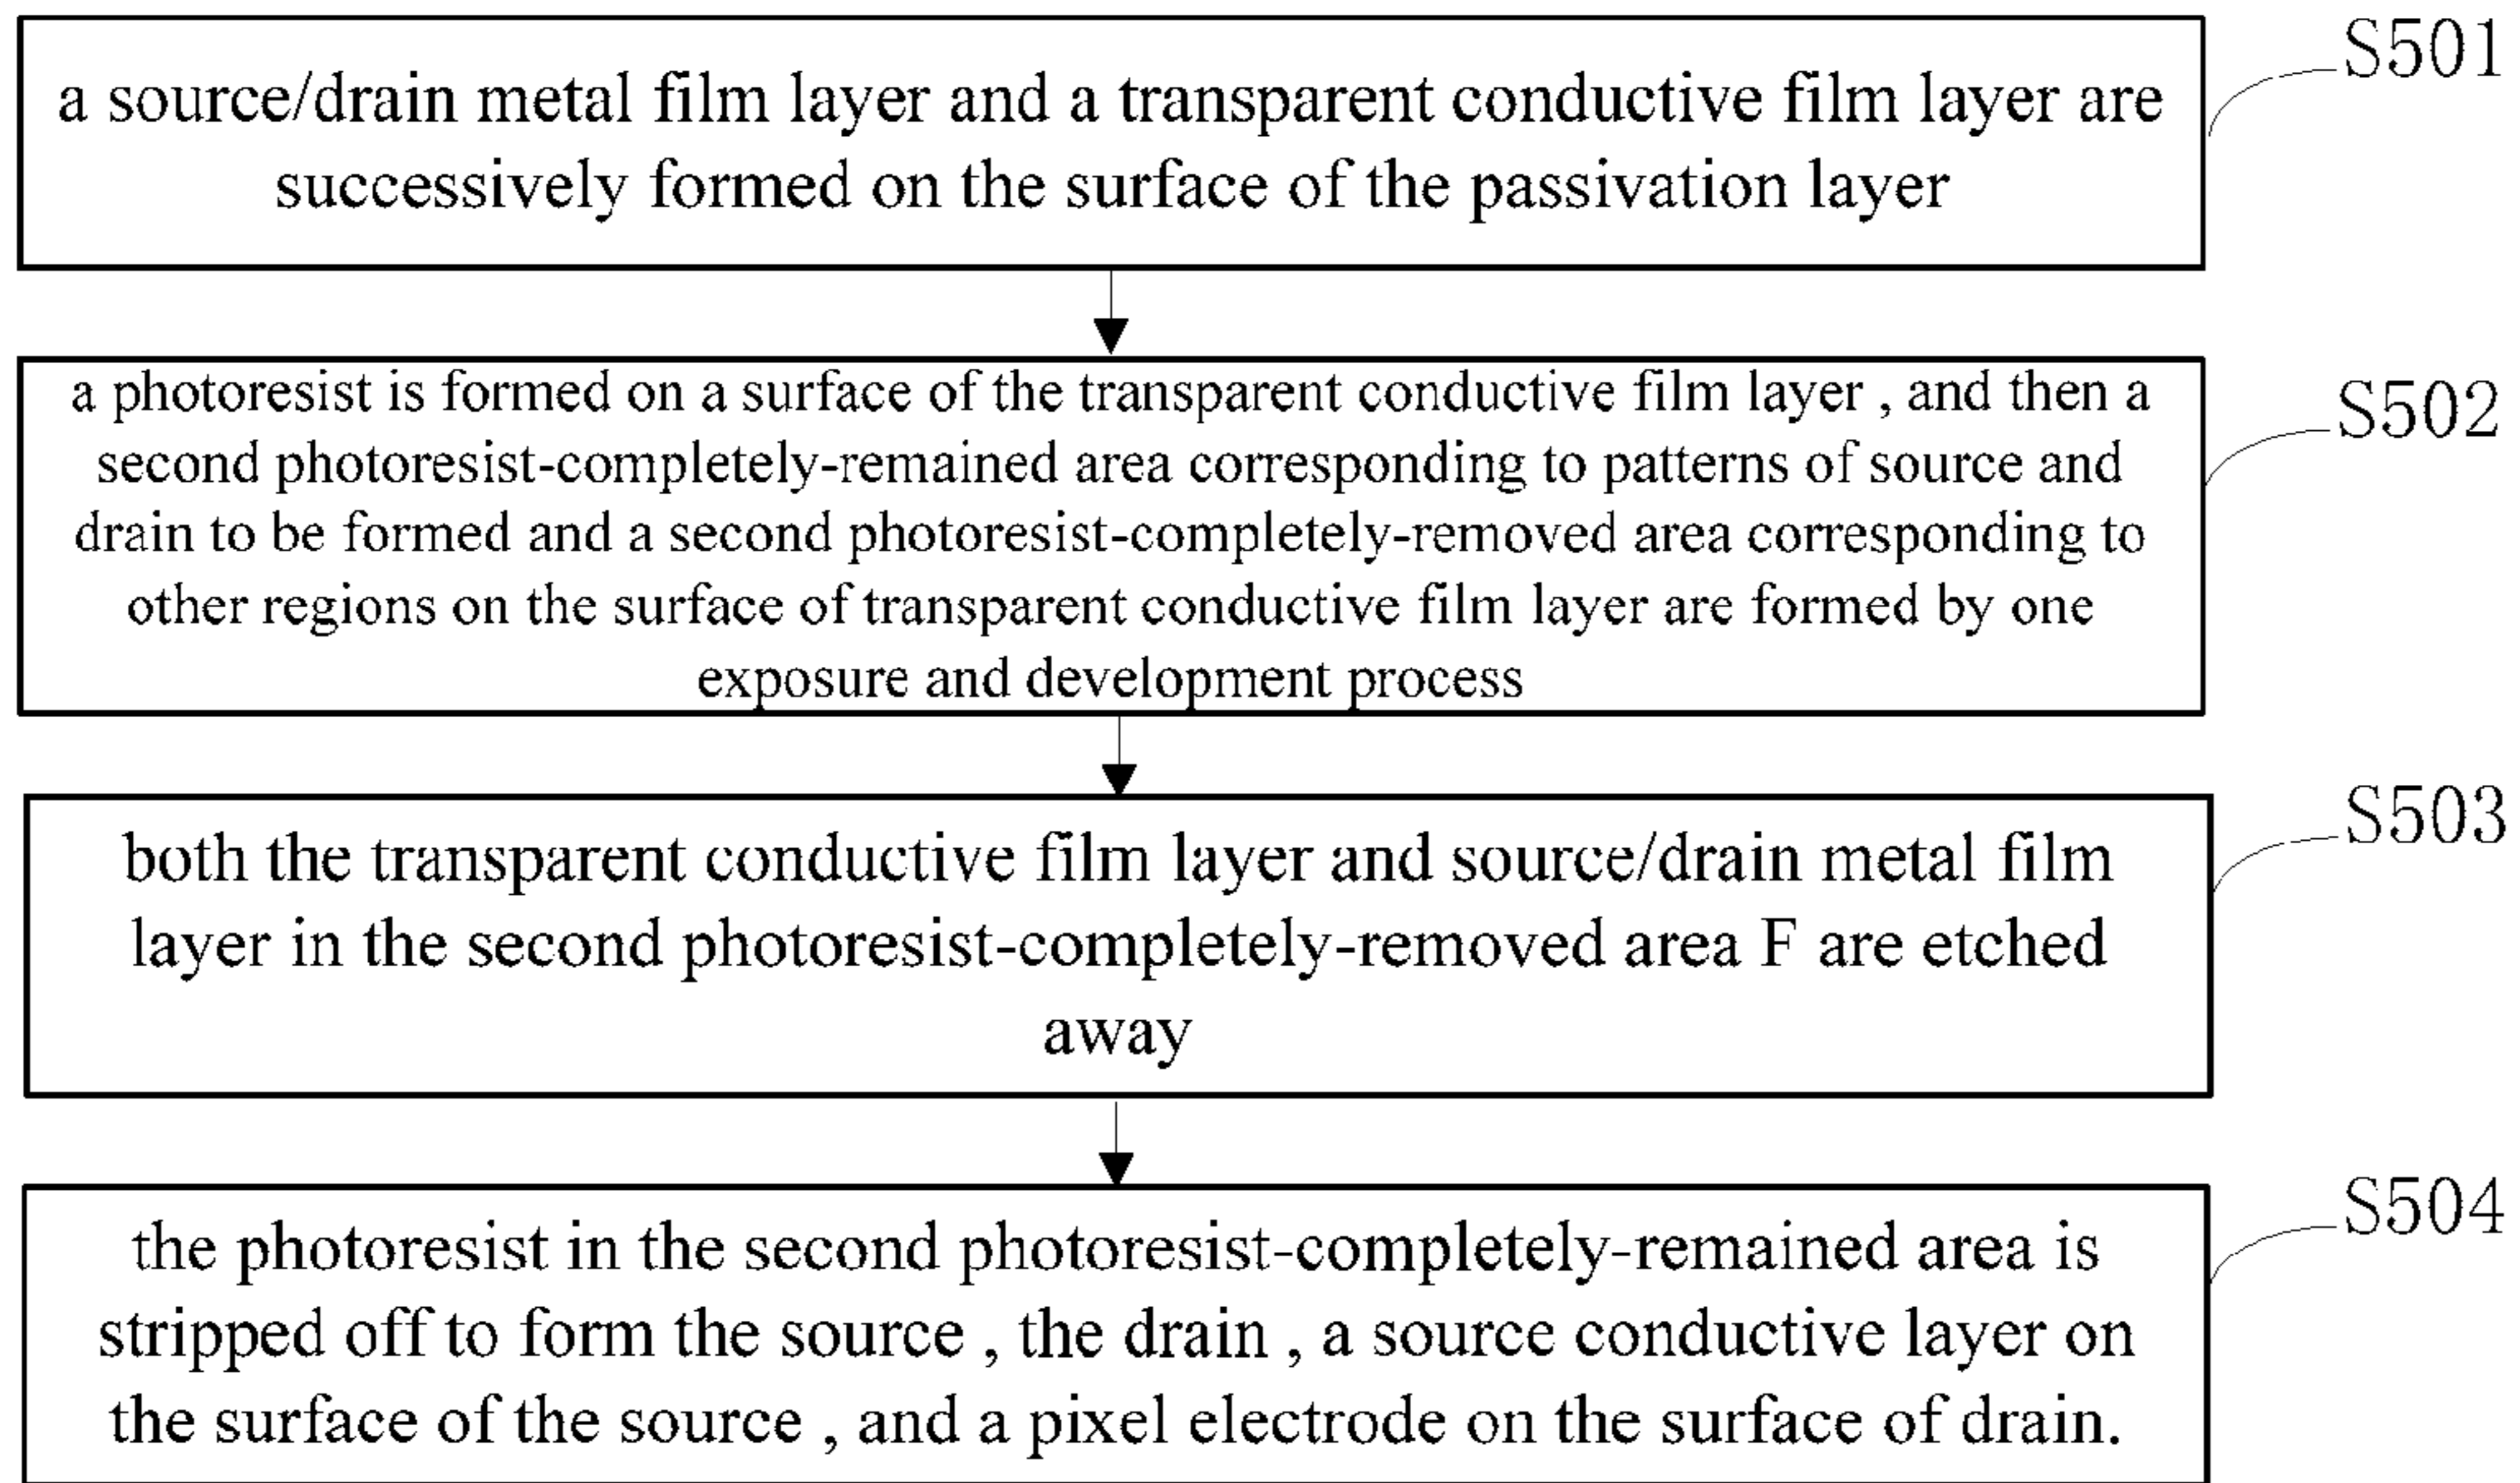 a source/drain metal film layer and a transparent conductive film layer are
successively formed on the surface of the passivation layer
S501
a photoresist is formed on a surface of the transparent conductive film layer , and then a
second photoresist-completely-remained area corresponding to patterns of source and
drain to be formed and a second photoresist-completely-removed area corresponding to
other regions on the surface of transparent conductive film layer are formed by one
exposure and development process
S502
both the transparent conductive film layer and source/drain metal film
layer in the second photoresist-completely-removed area F are etched
away
S503
the photoresist in the second photoresist-completely-remained area is
stripped off to form the source , the drain , a source conductive layer on
the surface of the source , and a pixel electrode on the surface of drain.
S504